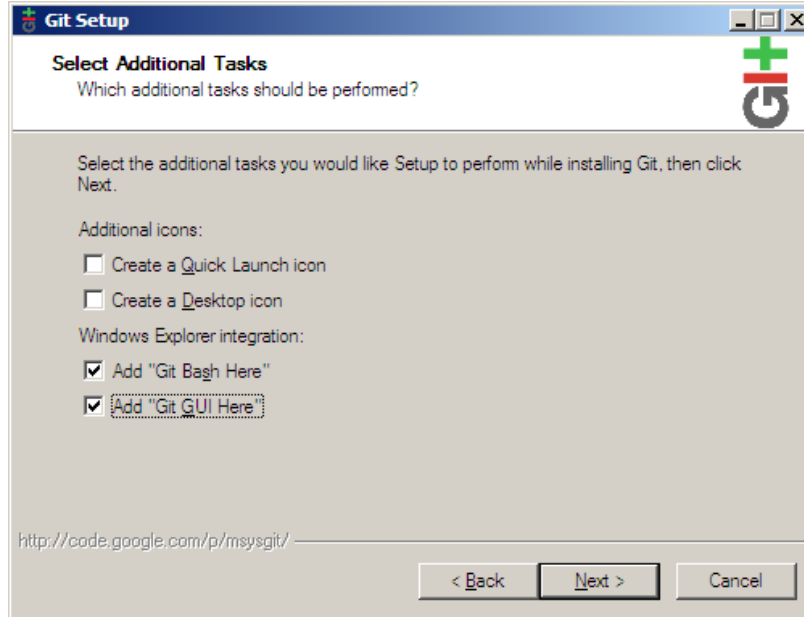 Git Setup
Select Additional Tasks
Which additional tasks should be performed?
Select the additional tasks you would like Setup to perform while installing Git, then click
Next.
Additional icons:
Create a Quick Launch icon
Create a Desktop icon
Windows Explorer integration:
Add "Git Bash Here"
Add "Git GUI Here"
http://code.google.com/p/msysgit/
< Back
Next >
Cancel